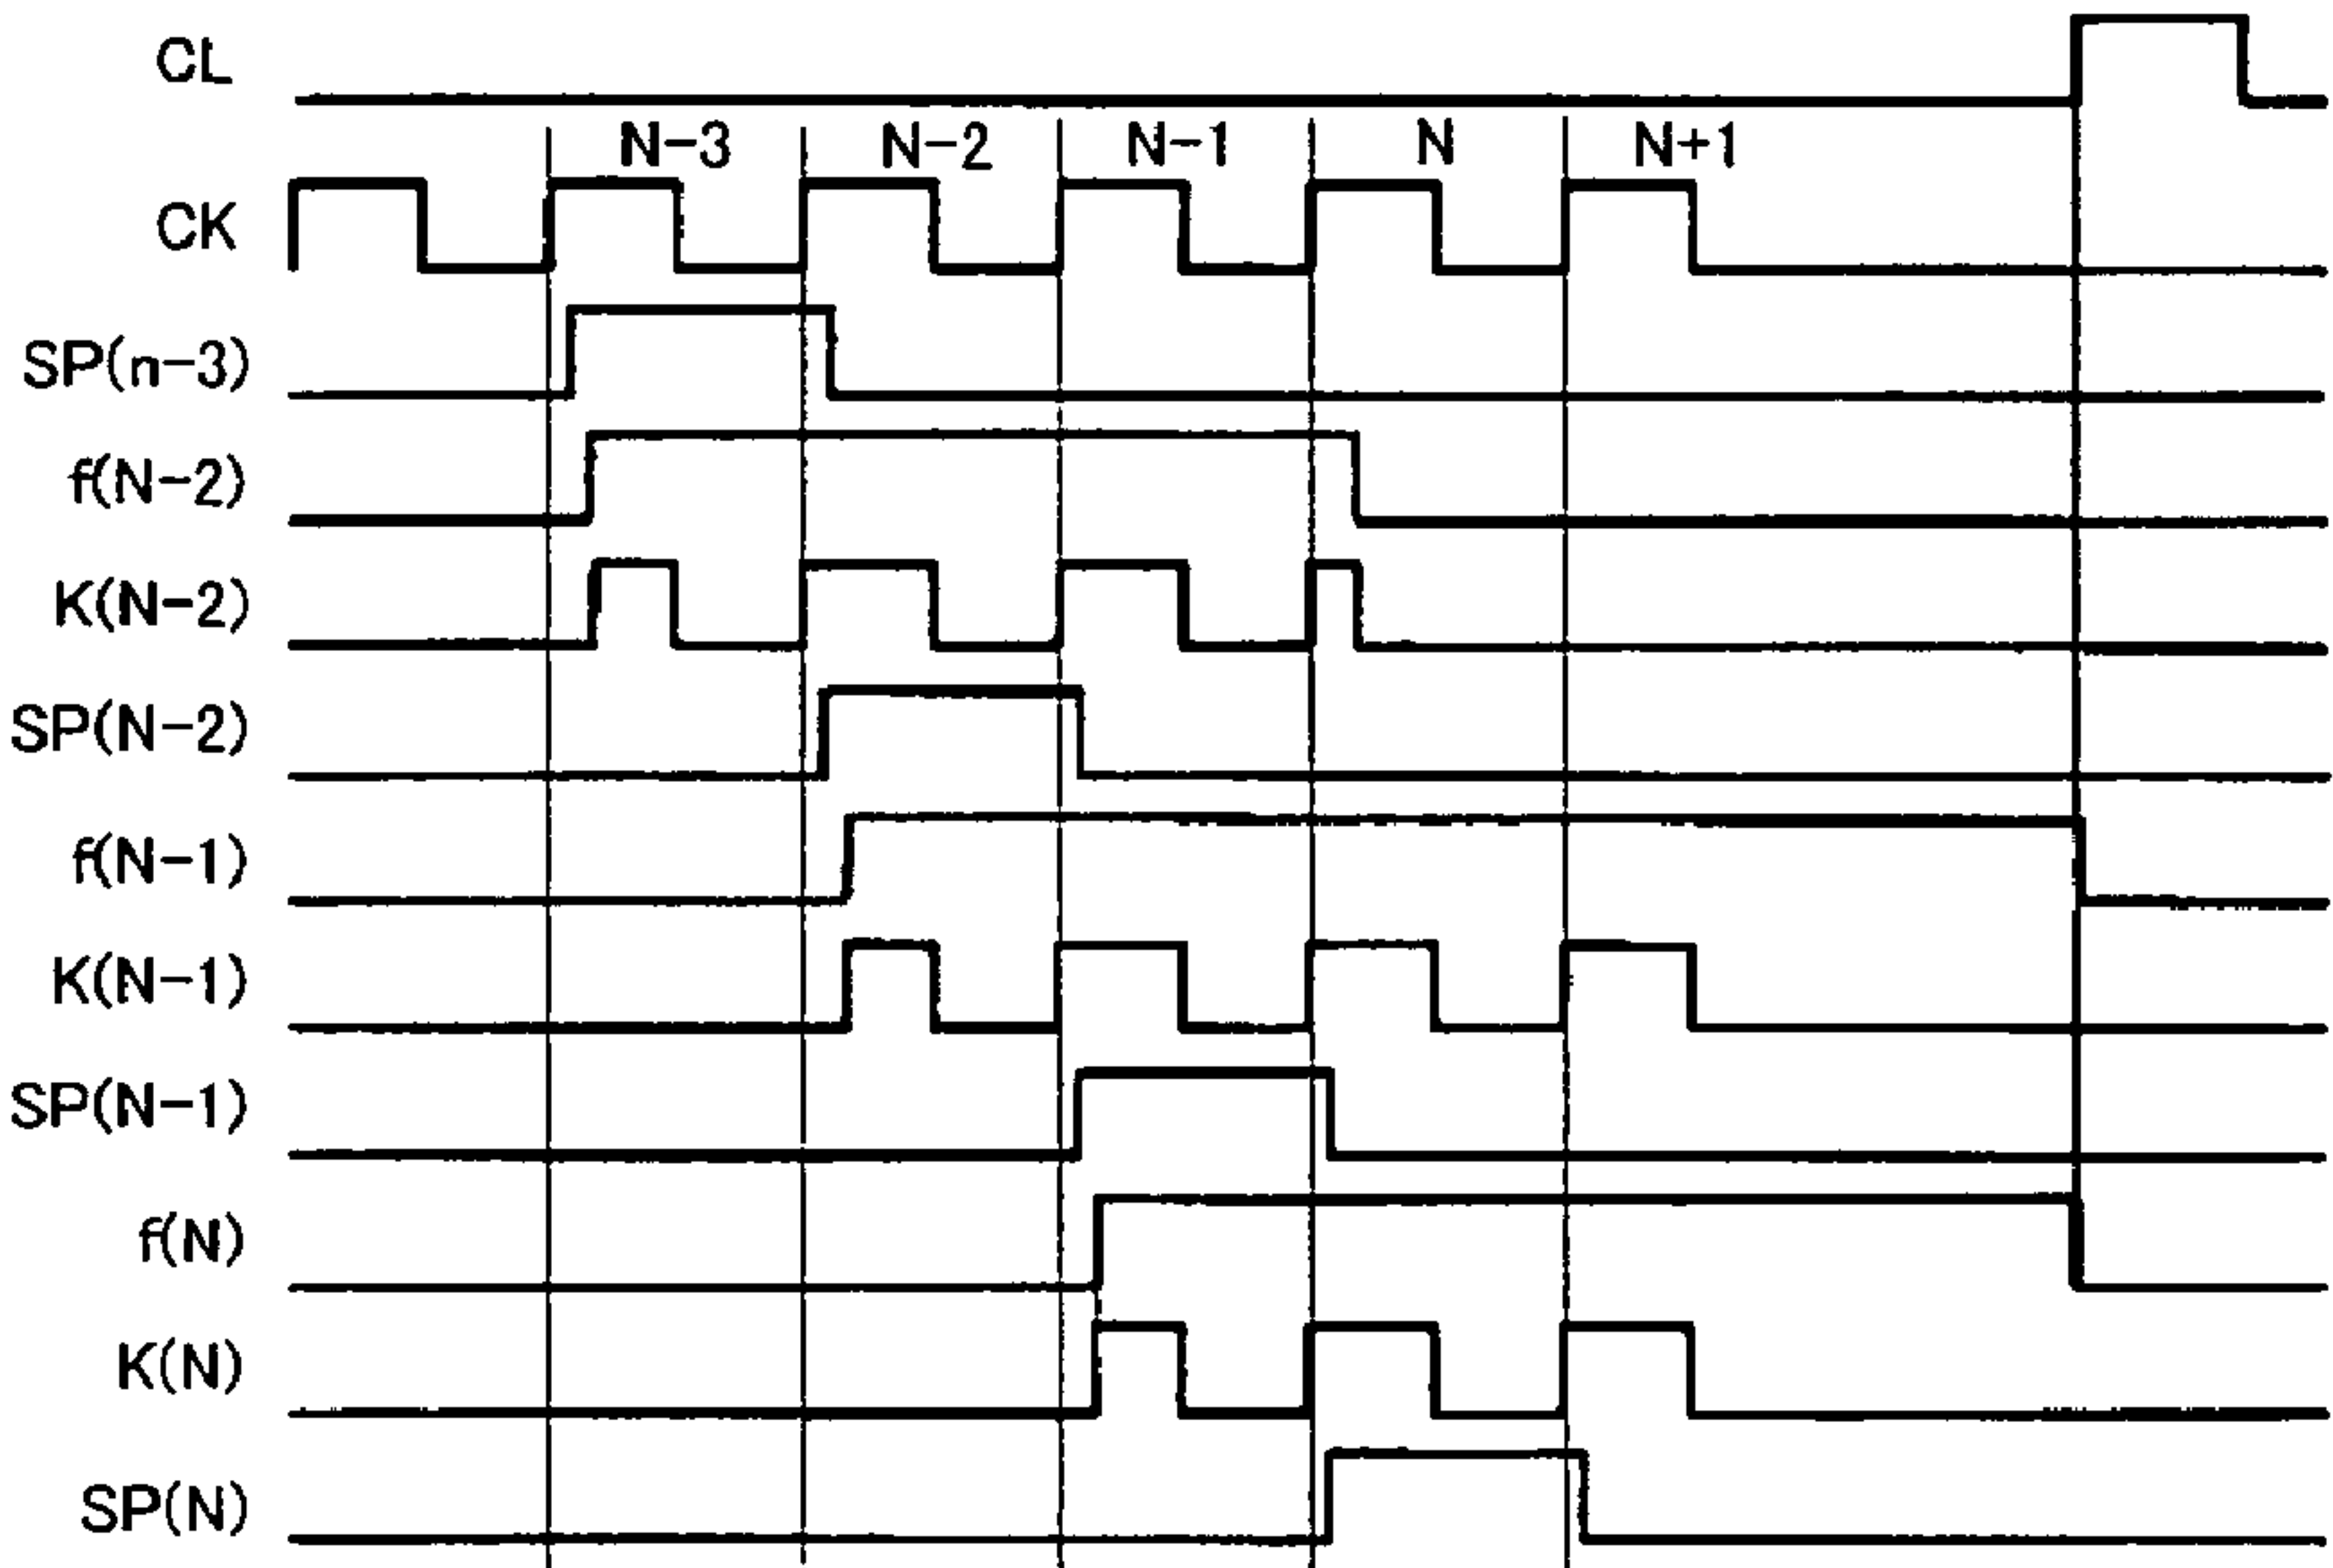 CL
N-3 N-2 N-1 N N+1
CK
SP(n-3)
f(N-2)
K(N-2)
SP(N-2)
f(N-1)
K(N-1)
SP(N-1)
f(N)
K(N)
SP(N)